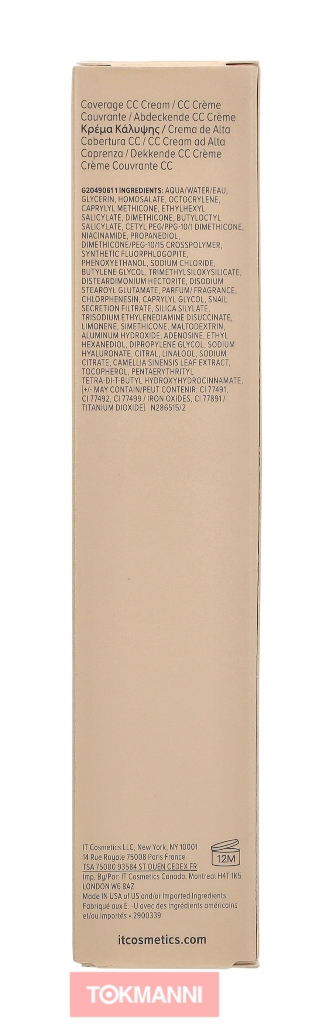 Coverage CC Cream / CC Crème
Couvrante / Abdeckende CC Crème
Κρέμα Κάλυψης / Crema de Alta
Cobertura CC / CC Cream ad Alta
Coprenza / Dekkende CC Crème
Crème Couvrante CC
G2049061 1 INGREDIENTS: AQUA/WATER/EAU,
GLYCERIN, HOMOSALATE, OCTOCRYLENE,
CAPRYLYL METHICONE, ETHYLHEXYL
SALICYLATE, DIMETHICONE, BUTYLOCTYL
SALICYLATE, CETYL PEG/PPG-10/1 DIMETHICONE,
NIACINAMIDE, PROPANEDIOL,
DIMETHICONE/PEG-10/15 CROSSPOLYMER,
SYNTHETIC FLUORPHLOGOPITE,
PHENOXYETHANOL, SODIUM CHLORIDE,
BUTYLENE GLYCOL, TRIMETHYLSILOXYSILICATE,
DISTEARDIMONIUM HECTORITE, DISODIUM
STEAROYL GLUTAMATE, PARFUM/ FRAGRANCE,
CHLORPHENESIN, CAPRYLYL GLYCOL, SNAIL
SECRETION FILTRATE, SILICA SILYLATE,
TRISODIUM ETHYLENEDIAMINE DISUCCINATE,
LIMONENE, SIMETHICONE, MALTODEXTRIN,
ALUMINUM HYDROXIDE, ADENOSINE, ETHYL
HEXANEDIOL, DIPROPYLENE GLYCOL, SODIUM
HYALURONATE, CITRAL, LINALOOL, SODIUM
CITRATE, CAMELLIA SINENSIS LEAF EXTRACT,
TOCOPHEROL, PENTAERYTHRITYL
TETRA-DI-T-BUTYL HYDROXYHYDROCINNAMATE.
[+/- MAY CONTAIN/PEUT CONTENIR: CI 77491,
CI 77492, CI 77499 / IRON OXIDES, CI 77891 /
TITANIUM DIOXIDE]. N286515/2
IT Cosmetics LLC, New York, NY 10001
14 Rue Royale 75008 Paris France
TSA 75000 93584 ST OUEN CEDEX FR
Imp. By/Par: IT Cosmetics Canada, Montreal H4T 1K5
LONDON W6 8AZ
Made IN USA of US and/or Imported Ingredients
Fabriqué aux É.-U avec des ingrédients américains
et/ou importés • 2900339
12M
itcosmetics.com
TOKMANNI